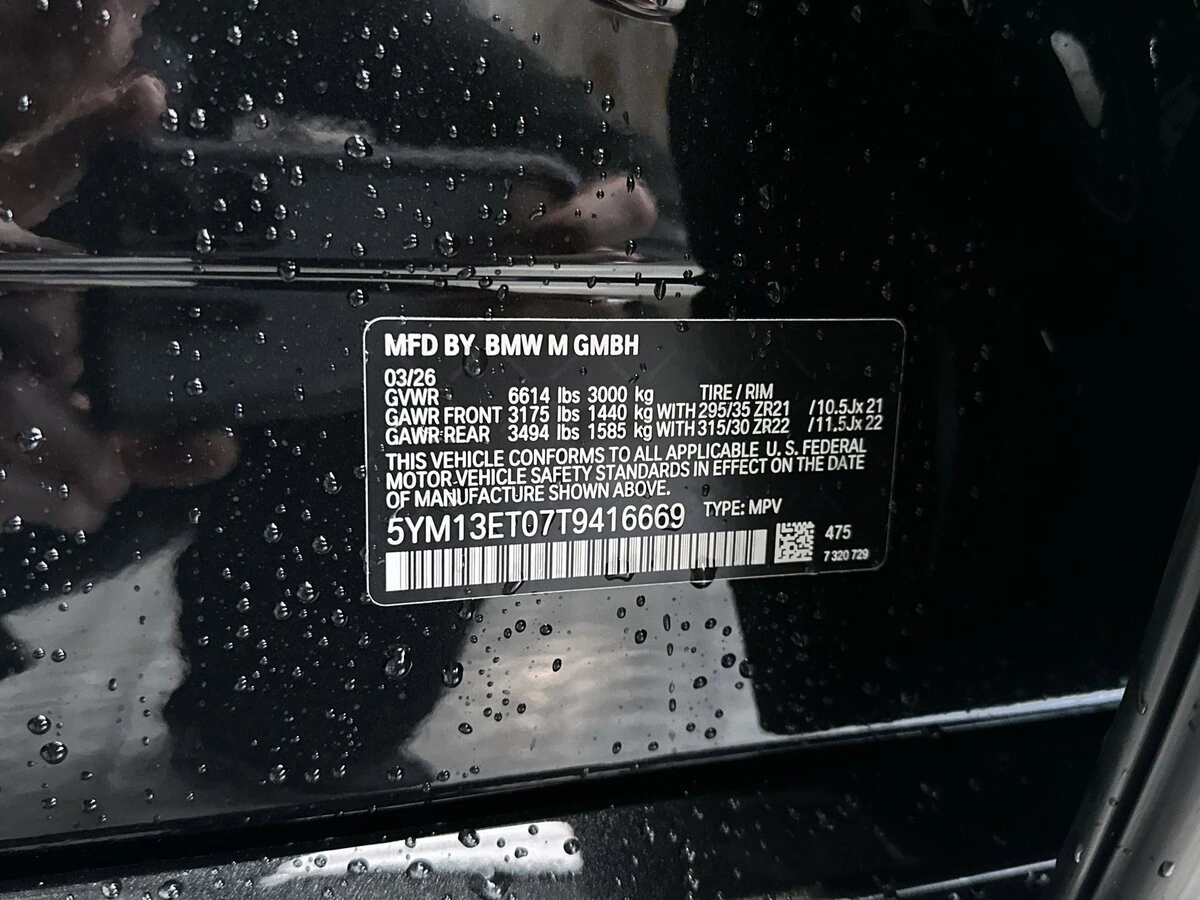 MFD BY BMW M GMBH
03/26
GVWR 6614 lbs 3000 kg TIRE / RIM
GAWR FRONT 3175 lbs 1440 kg WITH 295/35 ZR21 /10.5Jx 21
GAWR REAR 3494 lbs 1585 kg WITH 315/30 ZR22 /11.5Jx 22
THIS VEHICLE CONFORMS TO ALL APPLICABLE U. S. FEDERAL
MOTOR VEHICLE SAFETY STANDARDS IN EFFECT ON THE DATE
OF MANUFACTURE SHOWN ABOVE.
5YM13ET07T9416669 TYPE: MPV
475
7 320 729